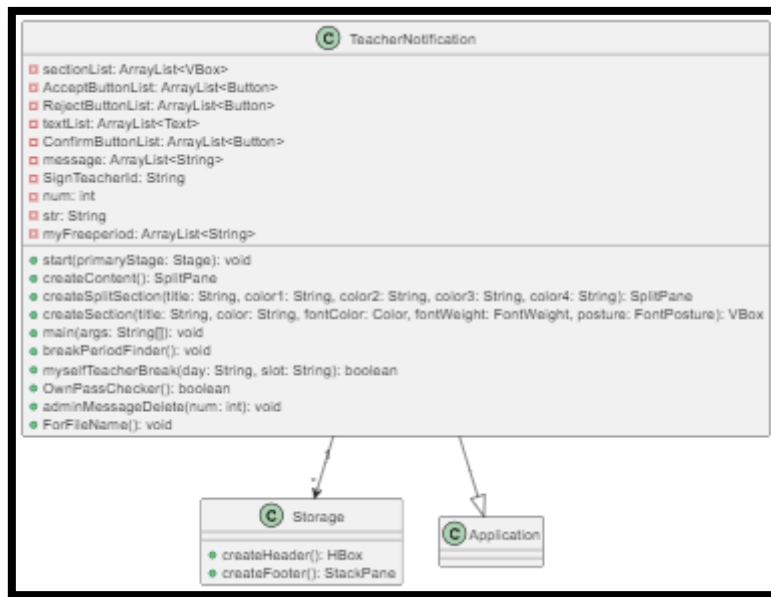 C TeacherNotification
sectionList: ArrayList<VBox>
AcceptButtonList: ArrayList<Button>
RejectButtonList: ArrayList<Button>
textList: ArrayList<Text>
ConfirmButtonList: ArrayList<Button>
message: ArrayList<String>
SignTeacherId: String
num: int
str: String
myFreeperiod: ArrayList<String>
start(primaryStage: Stage): void
createContent(): SplitPane
createSplitSection(title: String, color1: String, color2: String, color3: String, color4: String): SplitPane
createSection(title: String, color: String, fontColor: Color, fontWeight: FontWeight, posture: FontPosture): VBox
main(args: String[]): void
breakPeriodFinder(): void
myselfTeacherBreak(day: String, slot: String): boolean
OwnPassChecker(): boolean
adminMessageDelete(num: int): void
ForFileName(): void
C Storage
createHeader(): HBox
createFooter(): StackPane
C Application